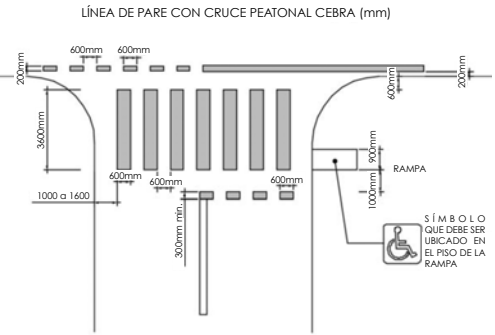 LÍNEA DE PARE CON CRUCE PEATONAL CEBRA (mm)
600mm
600mm
200mm
200mm
600mm
3600mm
900mm
RAMPA
600mm
600mm
600mm
1000mm
1000 a 1600
300mm min.
SÍMBOLO
QUE DEBE SER
UBICADO EN
EL PISO DE LA
RAMPA